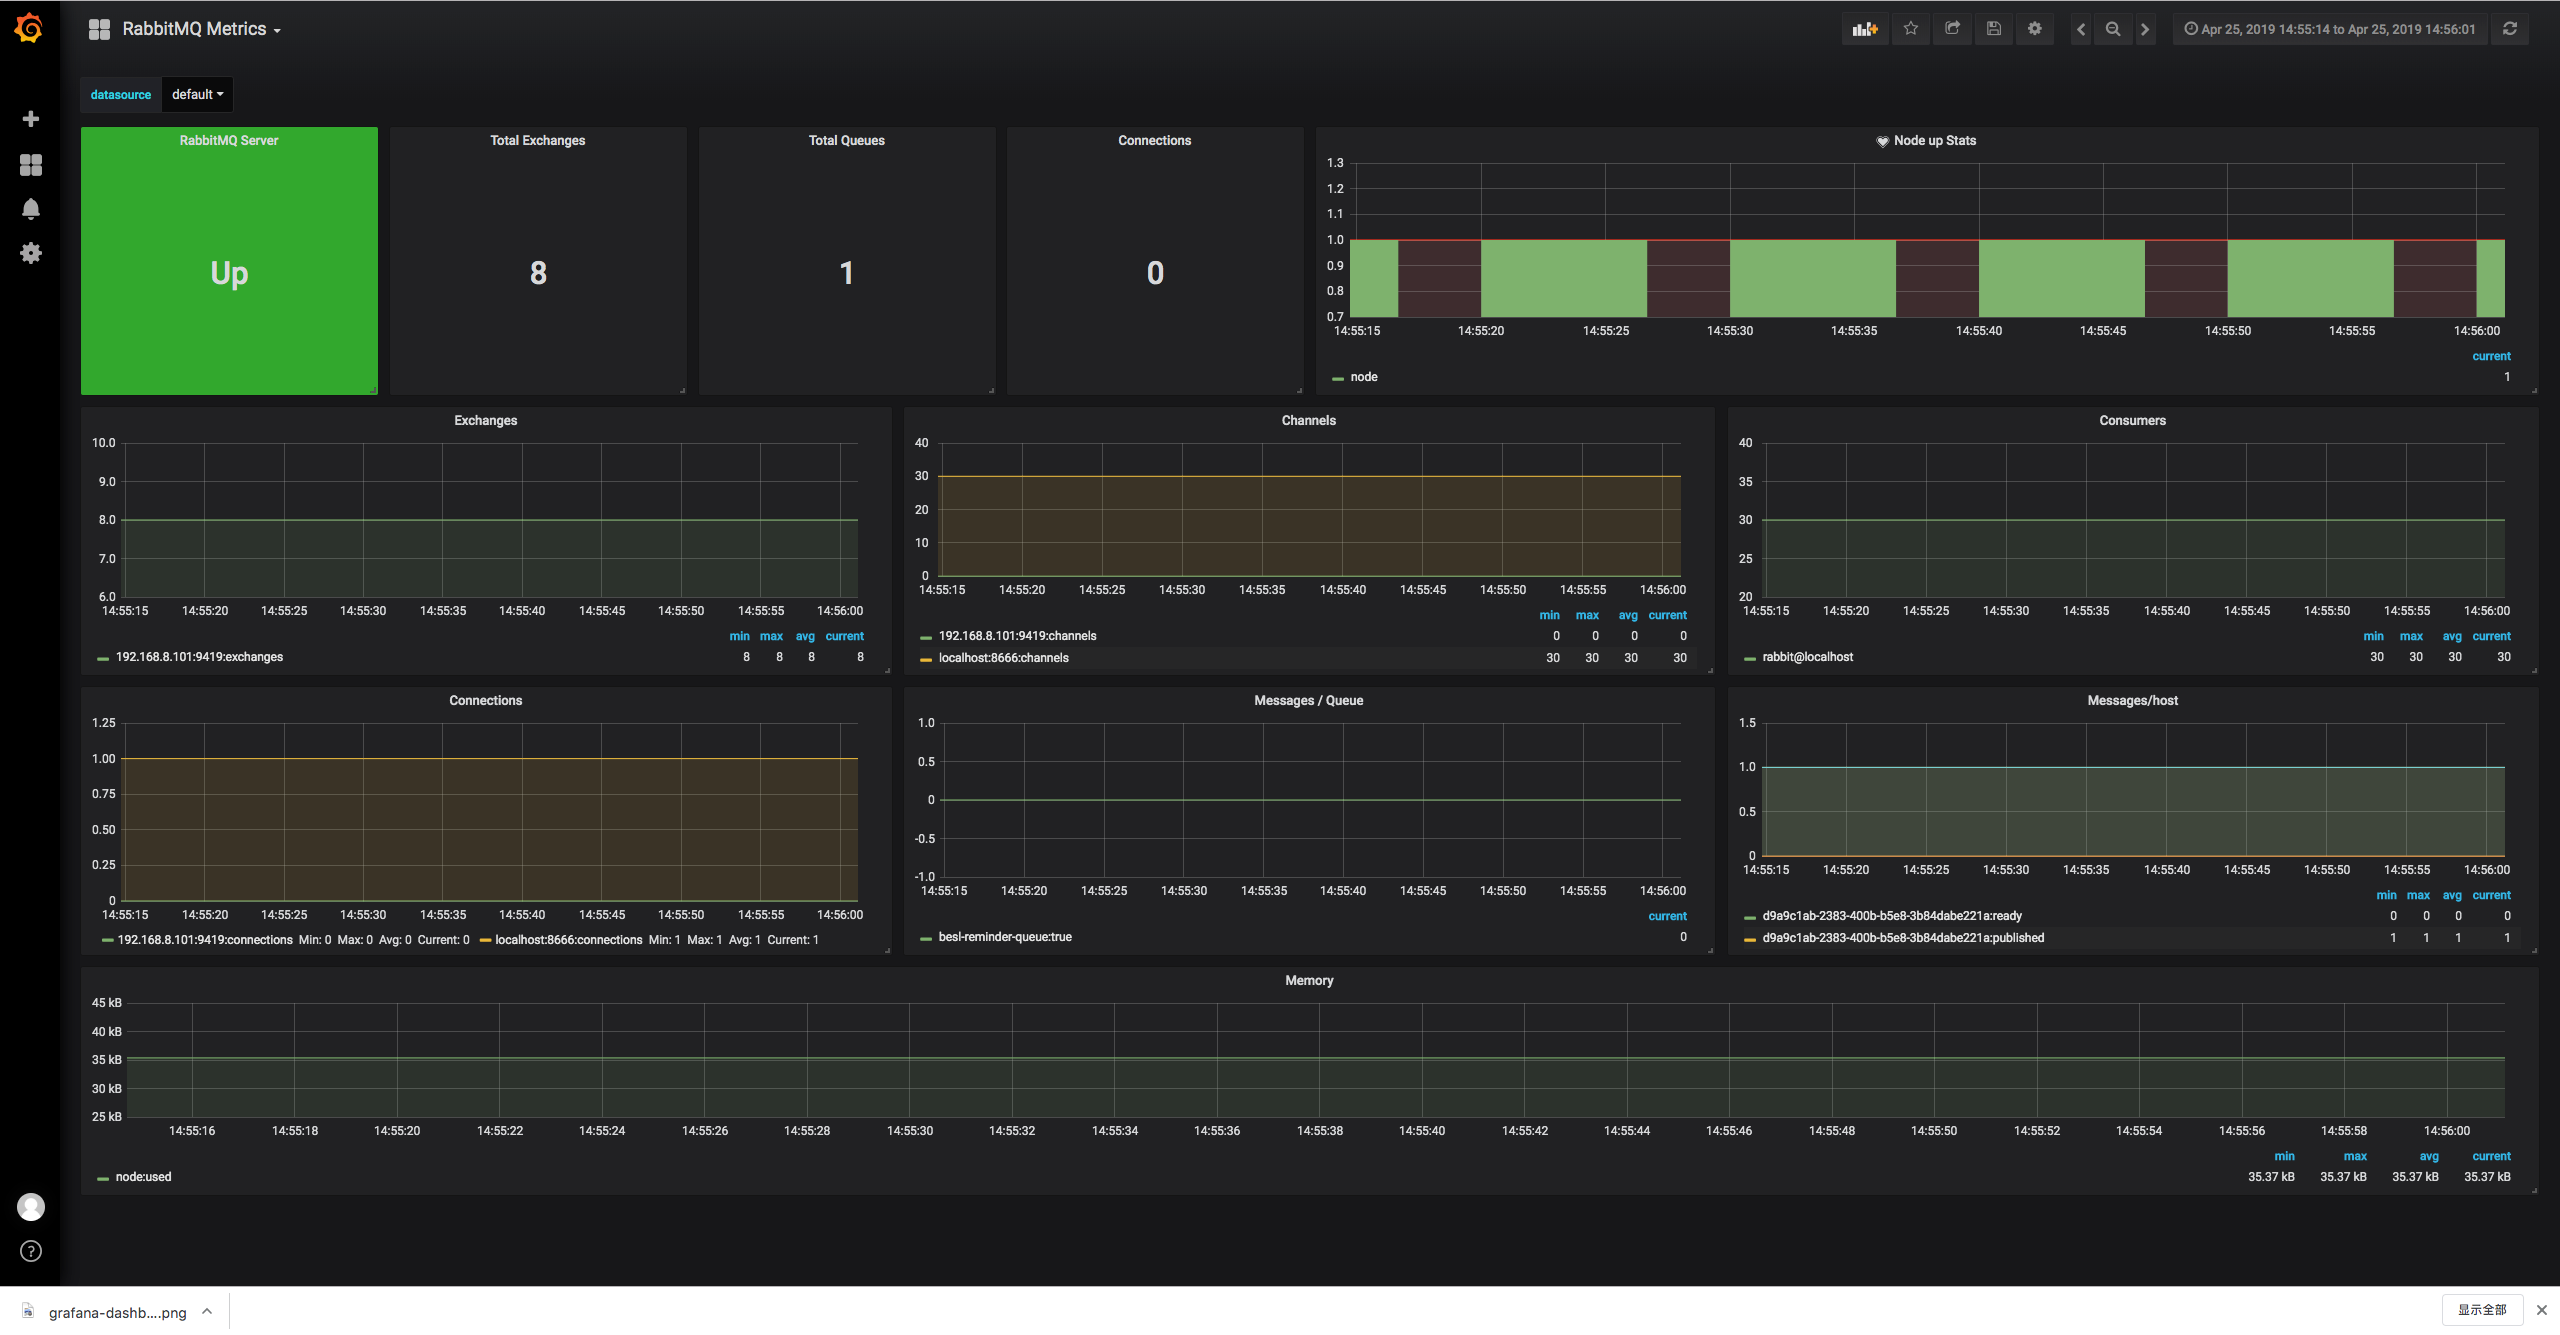 RabbitMQ Metrics
Apr 25, 2019 14:55:14 to Apr 25, 2019 14:56:01
datasource default
RabbitMQ Server
Up
Total Exchanges
8
Total Queues
1
Connections
0
Node up Stats
1.3
1.2
1.1
1.0
0.9
0.8
0.7
14:55:15 14:55:20 14:55:25 14:55:30 14:55:35 14:55:40 14:55:45 14:55:50 14:55:55 14:56:00
current
node 1
Exchanges
10.0
9.0
8.0
7.0
6.0
14:55:15 14:55:20 14:55:25 14:55:30 14:55:35 14:55:40 14:55:45 14:55:50 14:55:55 14:56:00
min max avg current
192.168.8.101:9419:exchanges 8 8 8 8
Channels
40
30
20
10
0
14:55:15 14:55:20 14:55:25 14:55:30 14:55:35 14:55:40 14:55:45 14:55:50 14:55:55 14:56:00
min max avg current
192.168.8.101:9419:channels 0 0 0 0
localhost:8666:channels 30 30 30 30
Consumers
40
35
30
25
20
14:55:15 14:55:20 14:55:25 14:55:30 14:55:35 14:55:40 14:55:45 14:55:50 14:55:55 14:56:00
min max avg current
rabbit@localhost 30 30 30 30
Connections
1.25
1.00
0.75
0.50
0.25
0
14:55:15 14:55:20 14:55:25 14:55:30 14:55:35 14:55:40 14:55:45 14:55:50 14:55:55 14:56:00
192.168.8.101:9419:connections Min: 0 Max: 0 Avg: 0 Current: 0 localhost:8666:connections Min: 1 Max: 1 Avg: 1 Current: 1
Messages / Queue
1.0
0.5
0
-0.5
-1.0
14:55:15 14:55:20 14:55:25 14:55:30 14:55:35 14:55:40 14:55:45 14:55:50 14:55:55 14:56:00
current
besl-reminder-queue:true 0
Messages/host
1.5
1.0
0.5
0
14:55:15 14:55:20 14:55:25 14:55:30 14:55:35 14:55:40 14:55:45 14:55:50 14:55:55 14:56:00
min max avg current
d9a9c1ab-2383-400b-b5e8-3b84dabe221a:ready 0 0 0 0
d9a9c1ab-2383-400b-b5e8-3b84dabe221a:published 1 1 1 1
Memory
45 kB
40 kB
35 kB
30 kB
25 kB
14:55:16 14:55:18 14:55:20 14:55:22 14:55:24 14:55:26 14:55:28 14:55:30 14:55:32 14:55:34 14:55:36 14:55:38 14:55:40 14:55:42 14:55:44 14:55:46 14:55:48 14:55:50 14:55:52 14:55:54 14:55:56 14:55:58 14:56:00
min max avg current
node:used 35.37 kB 35.37 kB 35.37 kB 35.37 kB
grafana-dashb....png
显示全部